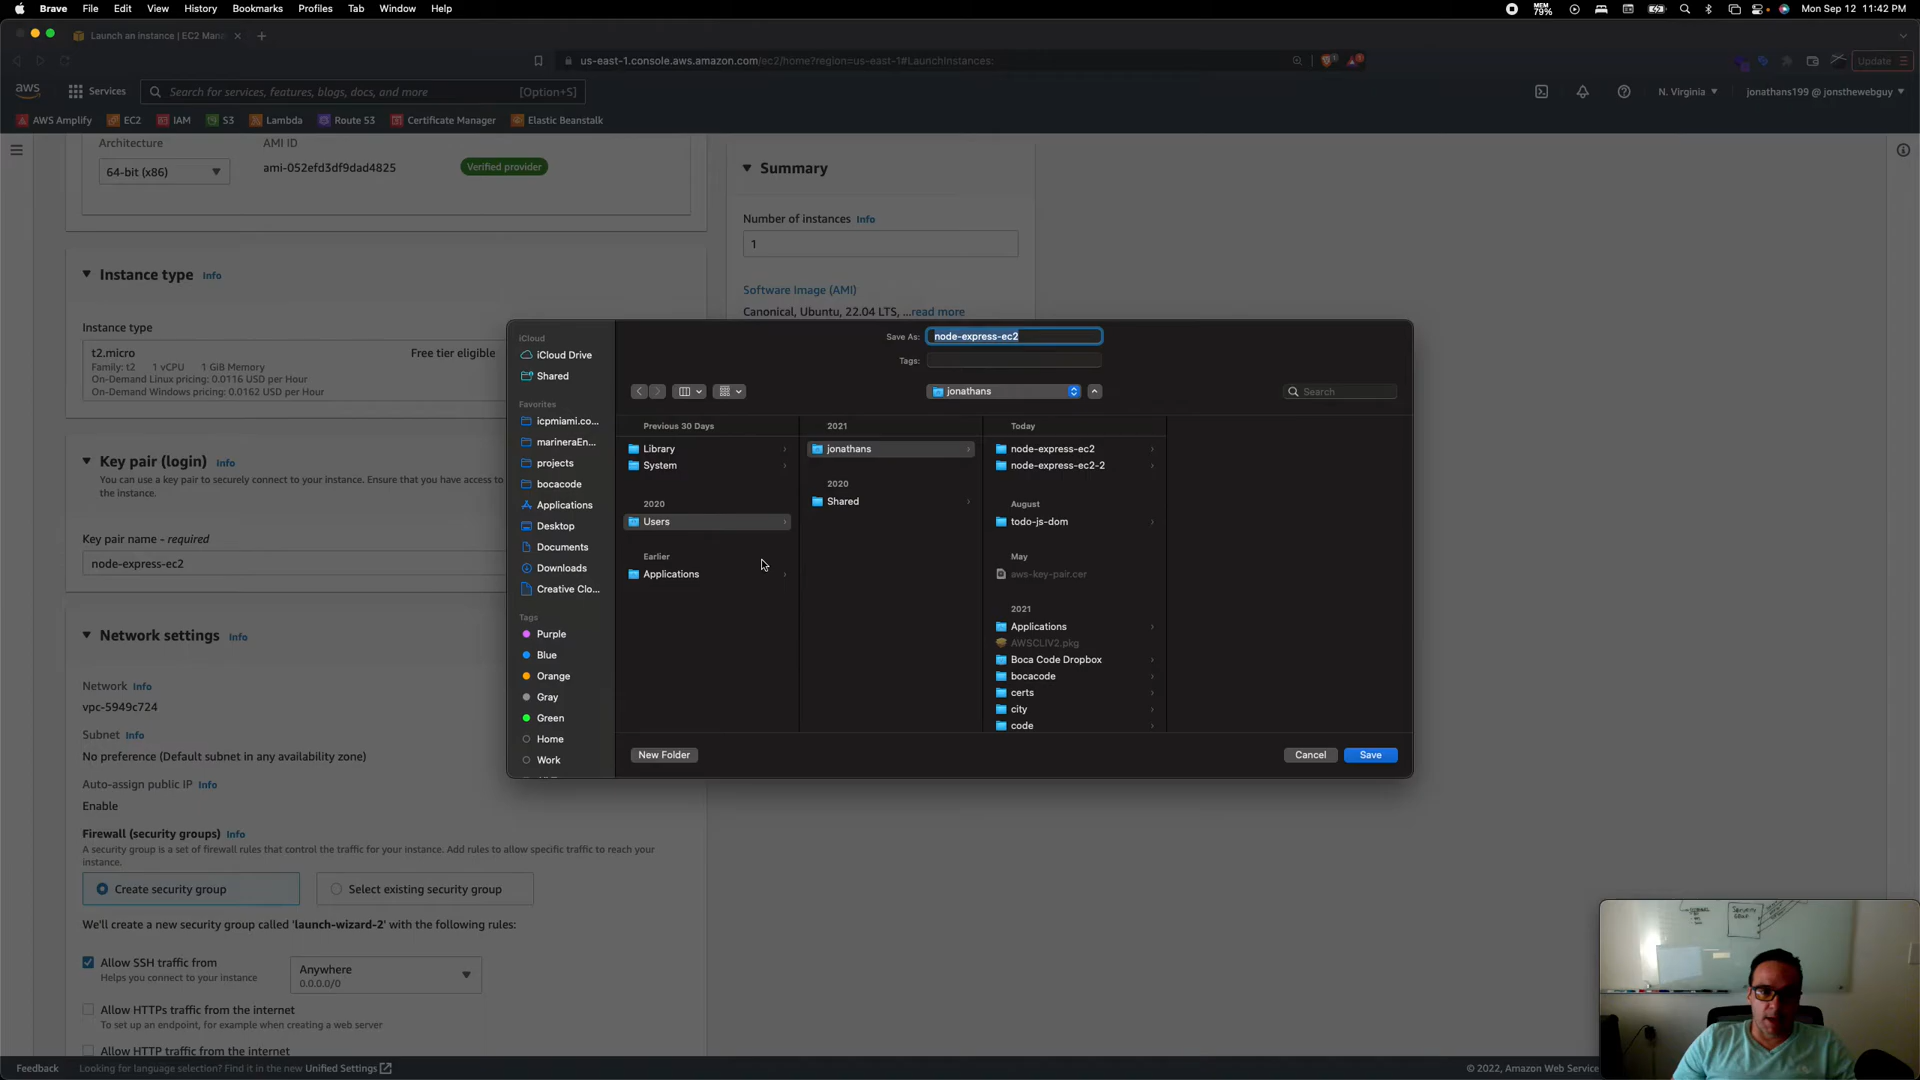 Brave File Edit View History Bookmarks Profiles Tab Window Help
MEM 79%
Mon Sep 12 11:42 PM
Launch an instance | EC2 Man
us-east-1.console.aws.amazon.com/ec2/home?region=us-east-1#LaunchInstances:
Update
aws
Services
Search for services, features, blogs, docs, and more [Option+S]
N. Virginia
jonathans199 @ jonsthewebguy
AWS Amplify EC2 IAM S3 Lambda Route 53 Certificate Manager Elastic Beanstalk
Architecture
AMI ID
64-bit (x86)
ami-052efd3df9dad4825
Verified provider
Summary
Number of instances Info
1
Software Image (AMI)
Canonical, Ubuntu, 22.04 LTS, ...read more
Instance type Info
Instance type
t2.micro
Free tier eligible
Family: t2 1 vCPU 1 GiB Memory
On-Demand Linux pricing: 0.0116 USD per Hour
On-Demand Windows pricing: 0.0162 USD per Hour
Key pair (login) Info
You can use a key pair to securely connect to your instance. Ensure that you have access to
the instance.
Key pair name - required
node-express-ec2
Network settings Info
Network Info
vpc-5949c724
Subnet Info
No preference (Default subnet in any availability zone)
Auto-assign public IP Info
Enable
Firewall (security groups) Info
A security group is a set of firewall rules that control the traffic for your instance. Add rules to allow specific traffic to reach your
instance.
Create security group
Select existing security group
We'll create a new security group called 'launch-wizard-2' with the following rules:
Allow SSH traffic from
Helps you connect to your instance
Anywhere
0.0.0.0/0
Allow HTTPs traffic from the internet
To set up an endpoint, for example when creating a web server
Allow HTTP traffic from the internet
iCloud
iCloud Drive
Shared
Favorites
icpmiami.co...
marineraEn...
projects
bocacode
Applications
Desktop
Documents
Downloads
Creative Clo...
Tags
Purple
Blue
Orange
Gray
Green
Home
Work
Save As: node-express-ec2
Tags:
jonathans
Search
Previous 30 Days
Library
System
2020
Users
Earlier
Applications
2021
jonathans
2020
Shared
Today
node-express-ec2
node-express-ec2-2
August
todo-js-dom
May
aws-key-pair.cer
2021
Applications
AWSCLIV2.pkg
Boca Code Dropbox
bocacode
certs
city
code
New Folder
Cancel
Save
Feedback
Looking for language selection? Find it in the new Unified Settings
© 2022, Amazon Web Service